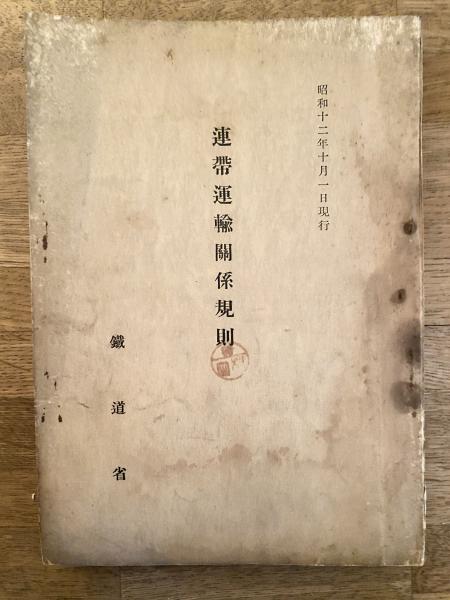 昭和十二年十月一日現行
連帶運輸關係規則
鐵道省